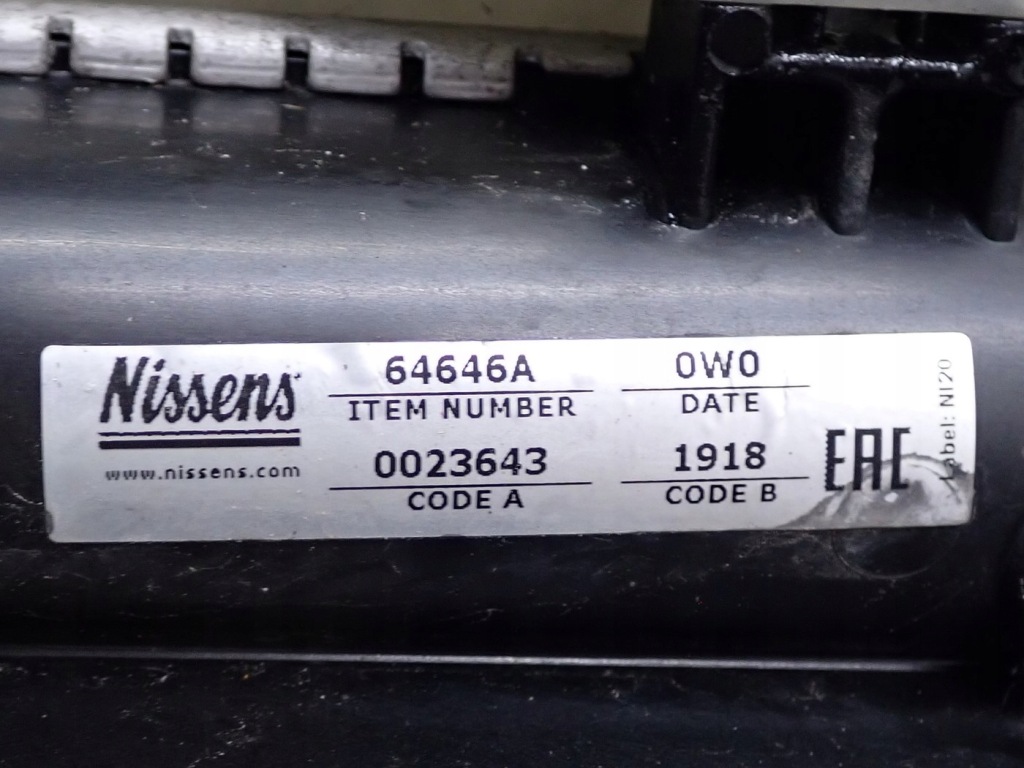 Nissens
www.nissens.com
64646A
ITEM NUMBER
0023643
CODE A
0W0
DATE
1918
CODE B
EAC
Label: NI20